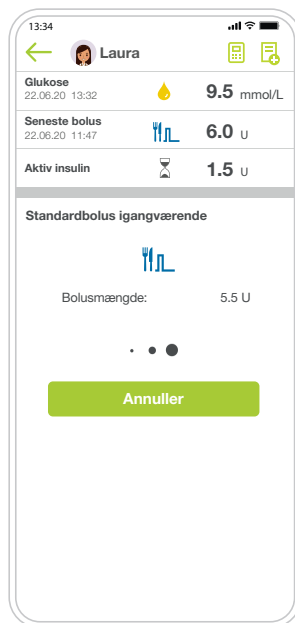 13:34
Laura
Glukose
22.06.20 13:32
9.5 mmol/L
Seneste bolus
22.06.20 11:47
6.0 U
Aktiv insulin
1.5 U
Standardbolus igangværende
Bolusmængde: 5.5 U
Annuller